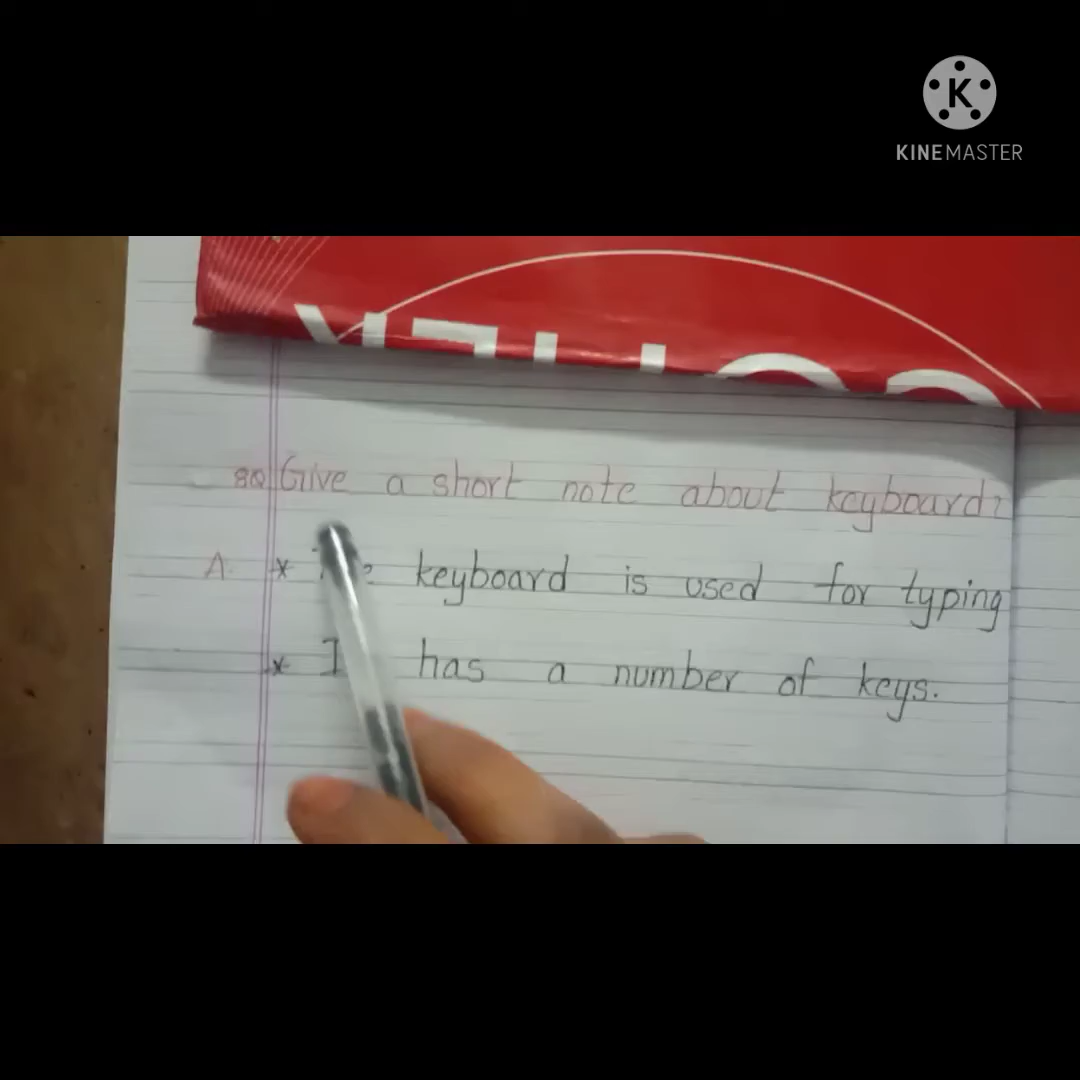 KINEMASTER
8Q Give a short note about keyboard?
A. * keyboard is used for typing
* has a number of keys.